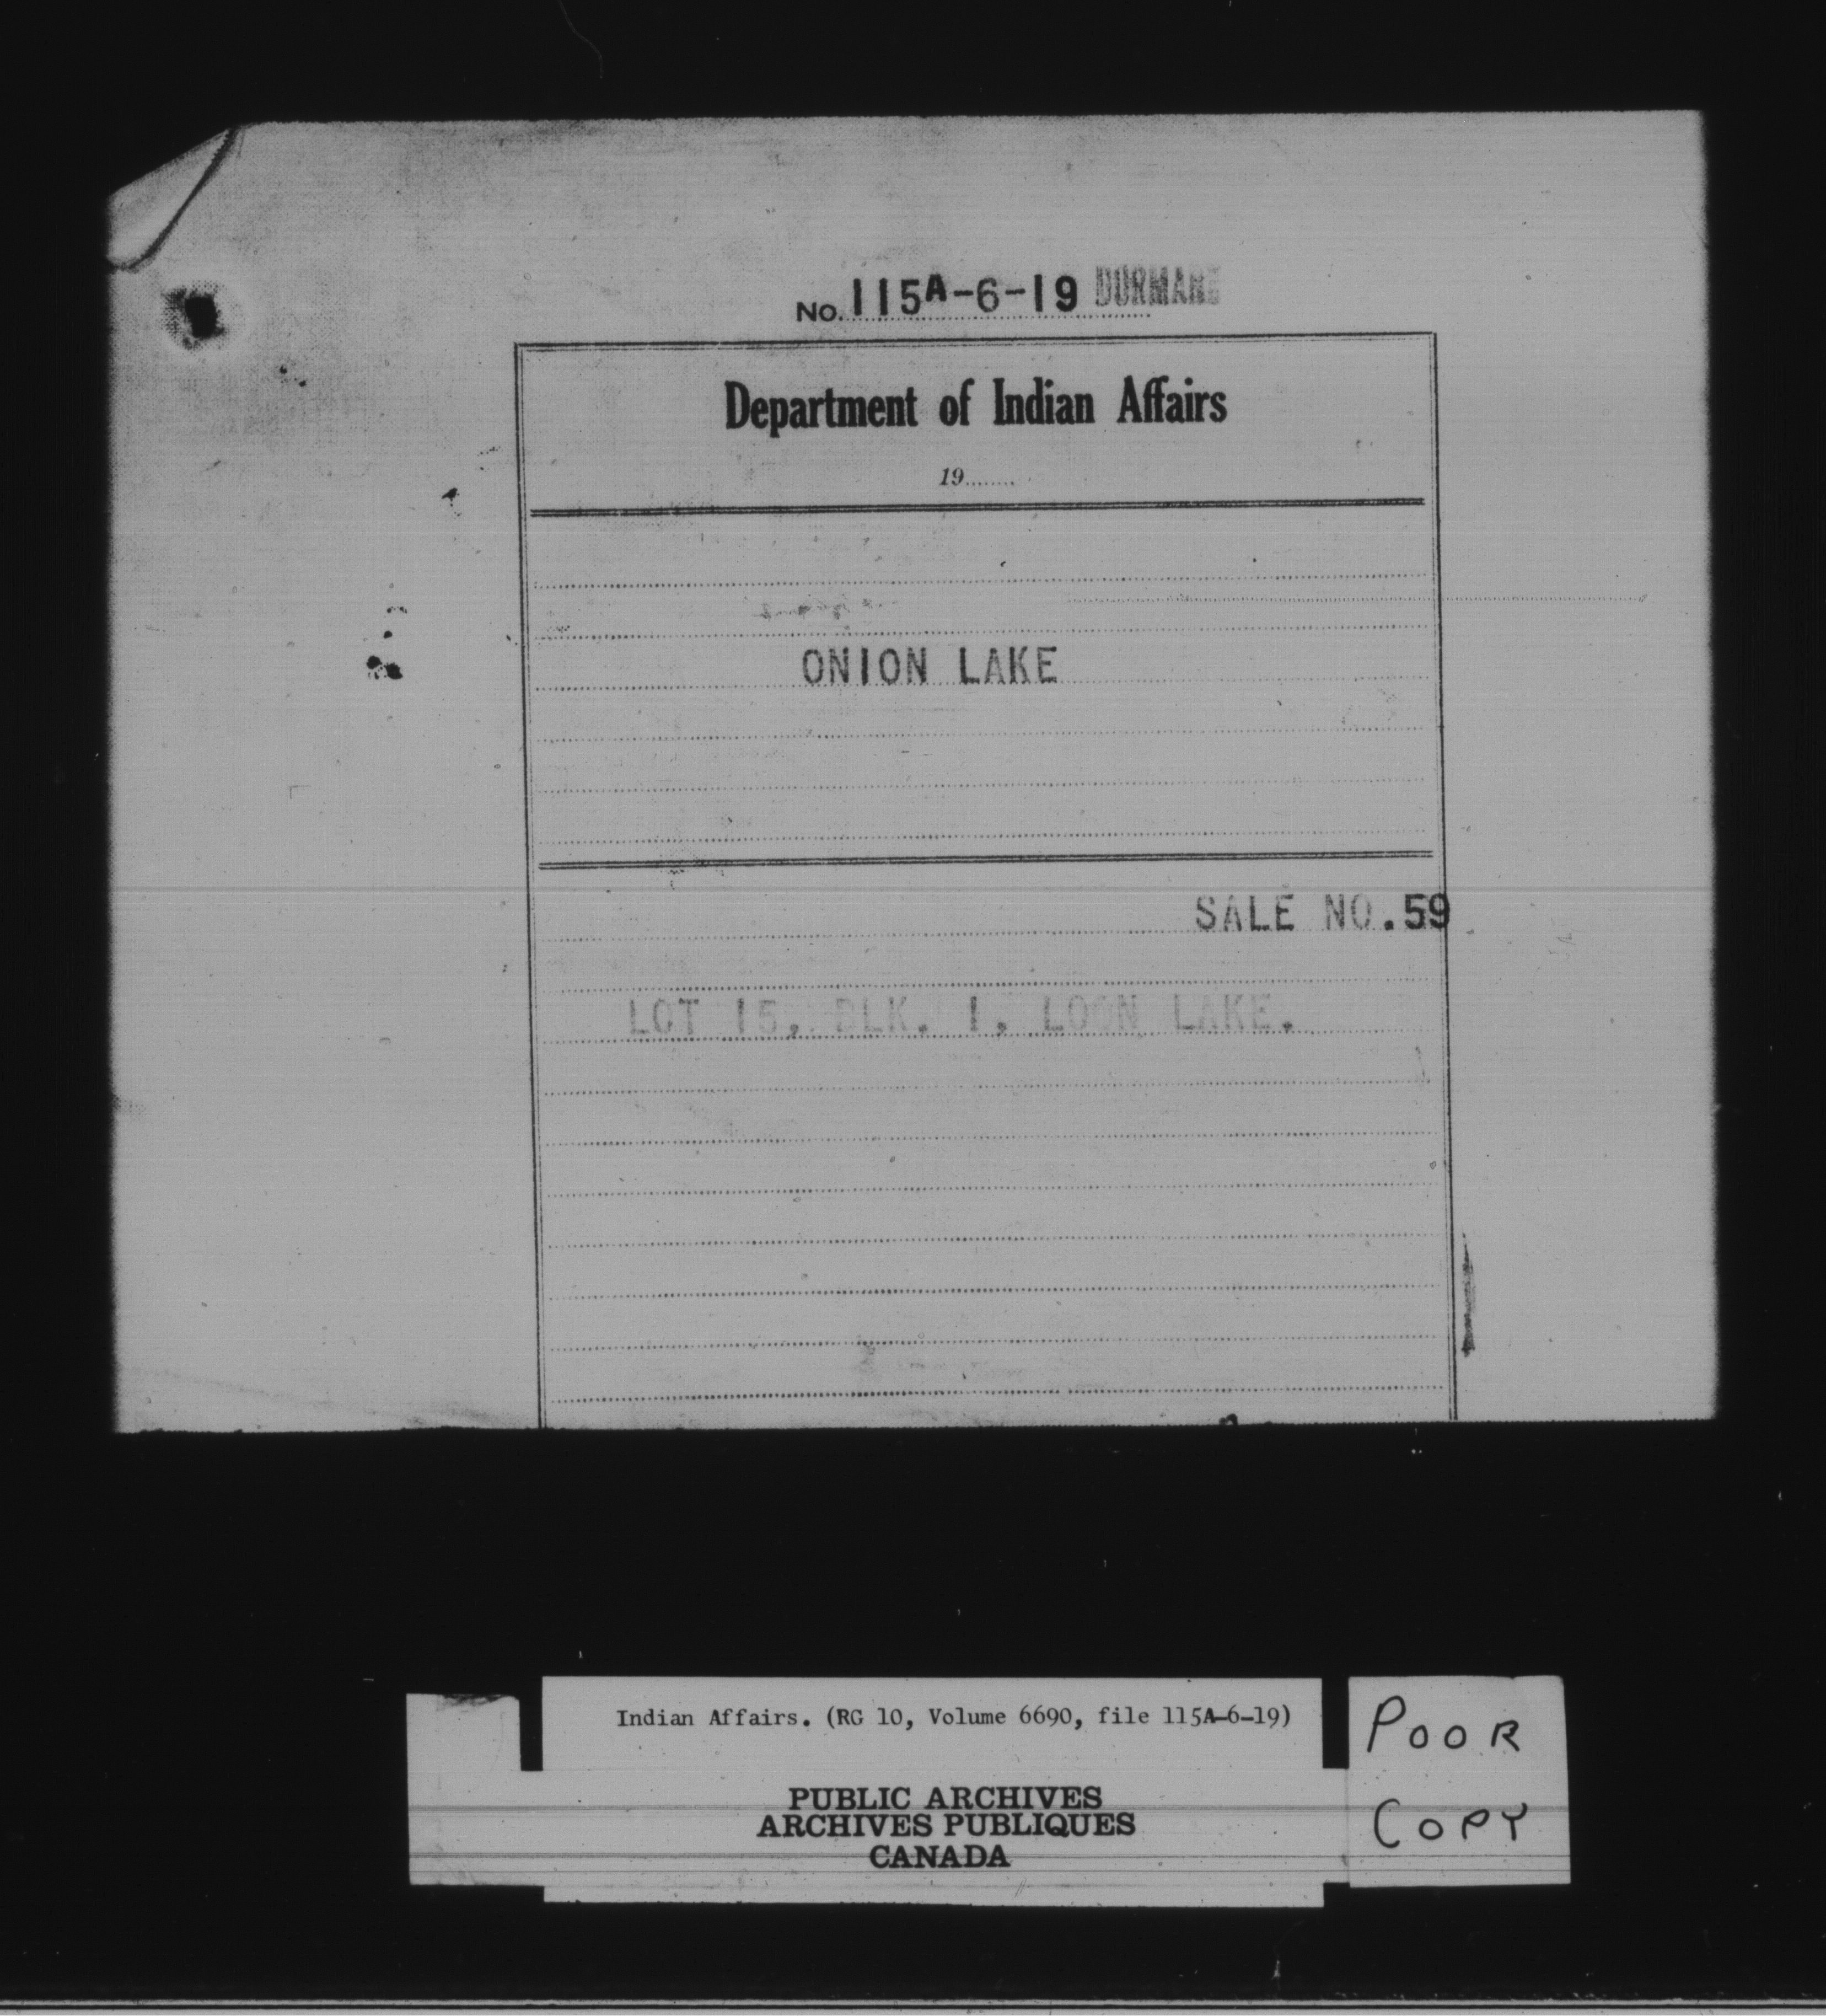 No. 115A-6-19 DORMANT
Department of Indian Affairs
19
ONION LAKE
SALE NO. 59
LOT 15, BLK. 1, LOON LAKE.
Indian Affairs. (RG 10, Volume 6690, file 115A-6-19)
PUBLIC ARCHIVES
ARCHIVES PUBLIQUES
CANADA
POOR
COPY